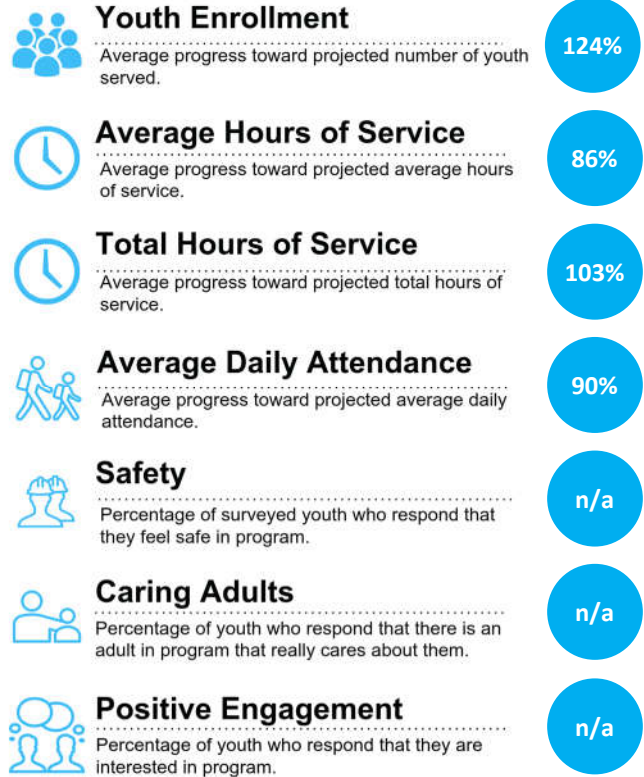 Youth Enrollment
Average progress toward projected number of youth
served.
124%
Average Hours of Service
Average progress toward projected average hours
of service.
86%
Total Hours of Service
Average progress toward projected total hours of
service.
103%
Average Daily Attendance
Average progress toward projected average daily
attendance.
90%
Safety
Percentage of surveyed youth who respond that
they feel safe in program.
n/a
Caring Adults
Percentage of youth who respond that there is an
adult in program that really cares about them.
n/a
Positive Engagement
Percentage of youth who respond that they are
interested in program.
n/a